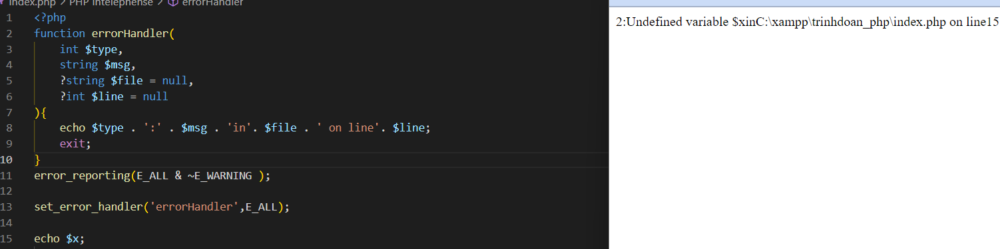 index.php > PHP Intelephense > errorHandler
1 <?php
2 function errorHandler(
3 int $type,
4 string $msg,
5 ?string $file = null,
6 ?int $line = null
7 ){
8 echo $type . ':' . $msg . 'in'. $file . ' on line'. $line;
9 exit;
10 }
11 error_reporting(E_ALL & ~E_WARNING );
12
13 set_error_handler('errorHandler',E_ALL);
14
15 echo $x;
2:Undefined variable $xinC:\xampp\trinhdoan_php\index.php on line15